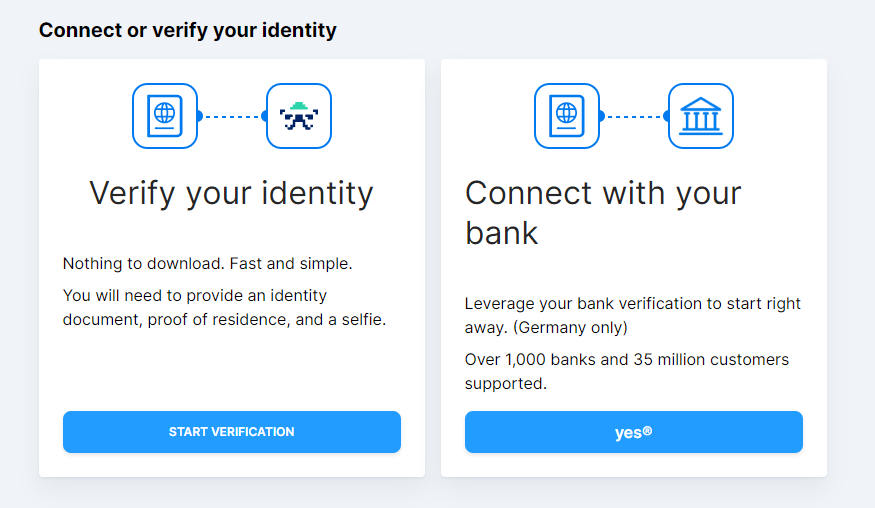 Connect or verify your identity
Verify your identity
Nothing to download. Fast and simple.
You will need to provide an identity
document, proof of residence, and a selfie.
START VERIFICATION
Connect with your
bank
Leverage your bank verification to start right
away. (Germany only)
Over 1,000 banks and 35 million customers
supported.
yes®